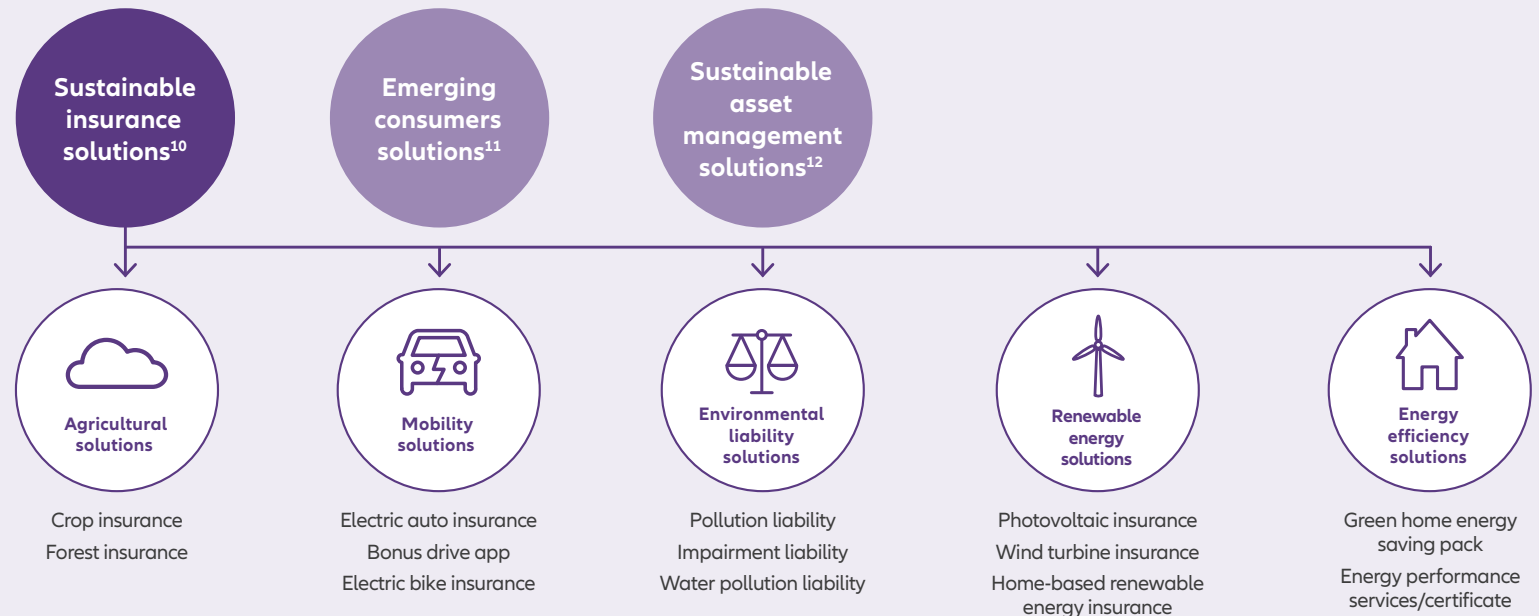 Sustainable
insurance
solutions10
Emerging
consumers
solutions11
Sustainable
asset
management
solutions12
Agricultural
solutions
Crop insurance
Forest insurance
Mobility
solutions
Electric auto insurance
Bonus drive app
Electric bike insurance
Environmental
liability
solutions
Pollution liability
Impairment liability
Water pollution liability
Renewable
energy
solutions
Photovoltaic insurance
Wind turbine insurance
Home-based renewable
energy insurance
Energy
efficiency
solutions
Green home energy
saving pack
Energy performance
services/certificate